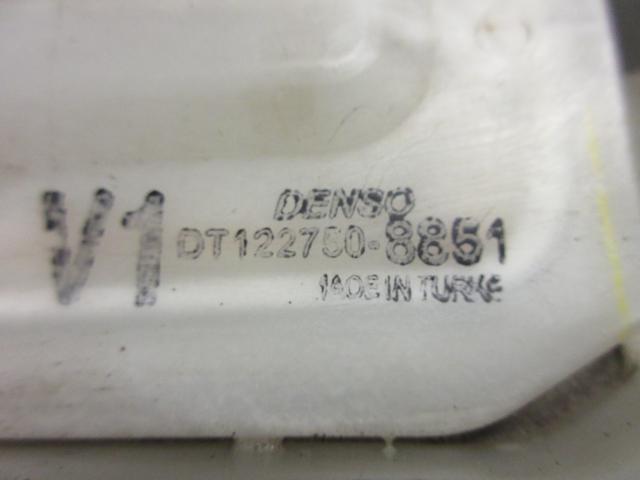 V1
DENSO
DT122750-8851
MADE IN TURKEY